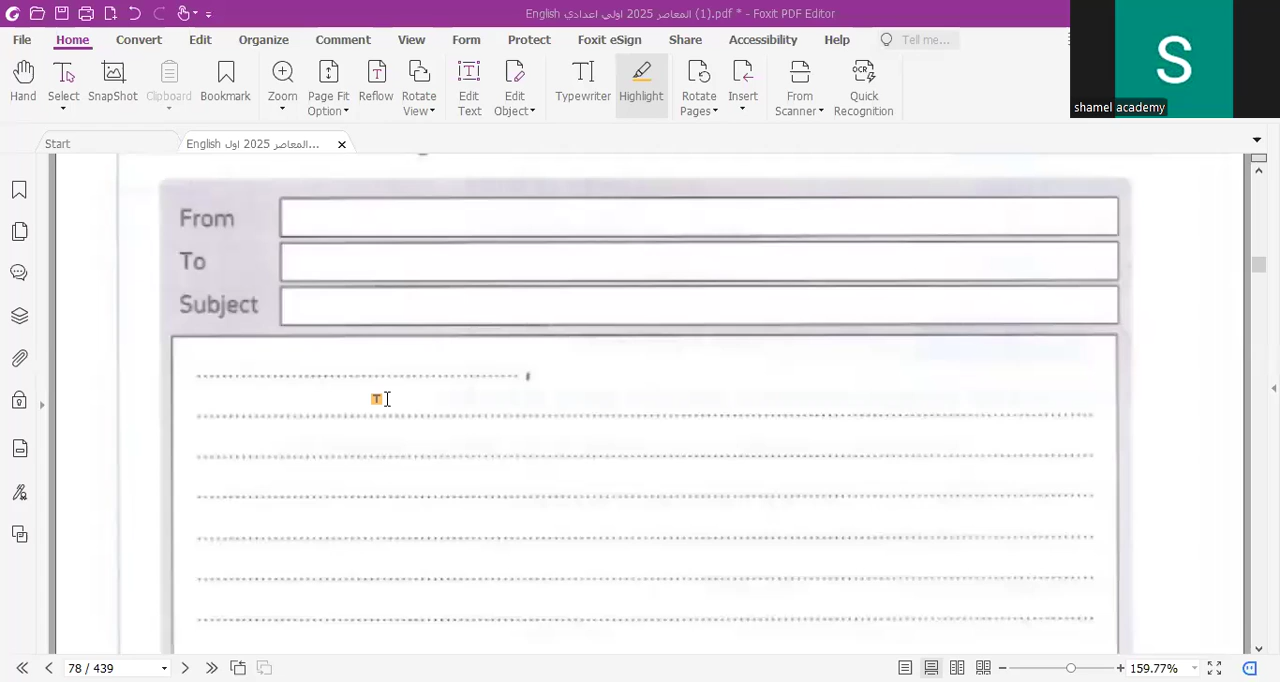 English المعاصر 2025 اولي اعدادي (1).pdf * - Foxit PDF Editor
File Home Convert Edit Organize Comment View Form Protect Foxit eSign Share Accessibility Help Tell me...
Hand Select SnapShot Clipboard Bookmark Zoom Page Fit Option Reflow Rotate View Edit Text Edit Object Typewriter Highlight Rotate Pages Insert From Scanner Quick Recognition
S
shamel academy
Start
English المعاصر 2025 اول...
From
To
Subject
,
78 / 439
159.77%